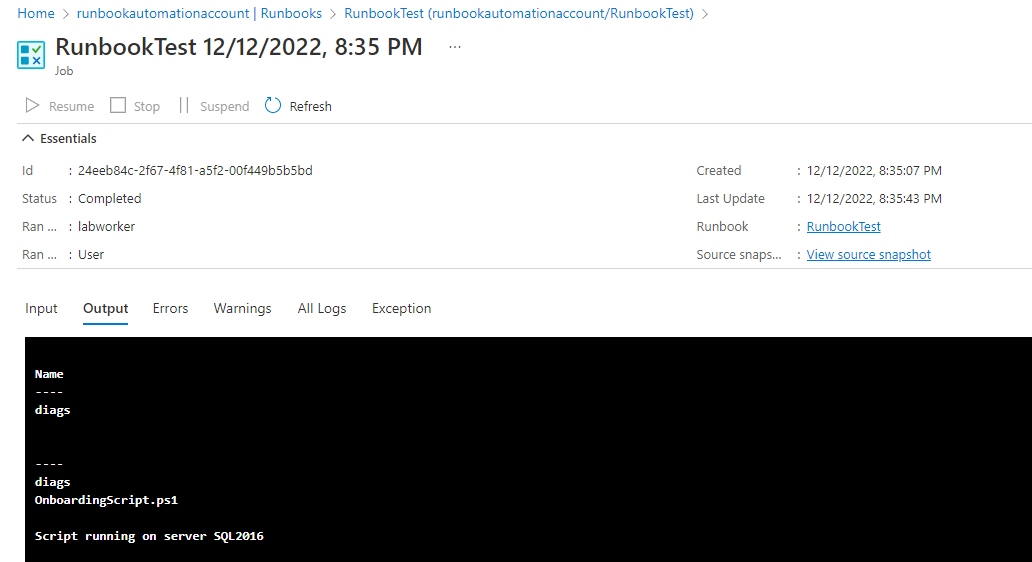 Home > runbookautomationaccount | Runbooks > RunbookTest (runbookautomationaccount/RunbookTest) >
RunbookTest 12/12/2022, 8:35 PM ...
Job
Resume Stop Suspend Refresh
Essentials
Id : 24eeb84c-2f67-4f81-a5f2-00f449b5b5bd
Created : 12/12/2022, 8:35:07 PM
Status : Completed
Last Update : 12/12/2022, 8:35:43 PM
Ran ... : labworker
Runbook : RunbookTest
Ran ... : User
Source snaps... : View source snapshot
Input Output Errors Warnings All Logs Exception
Name
----
diags
----
diags
OnboardingScript.ps1
Script running on server SQL2016